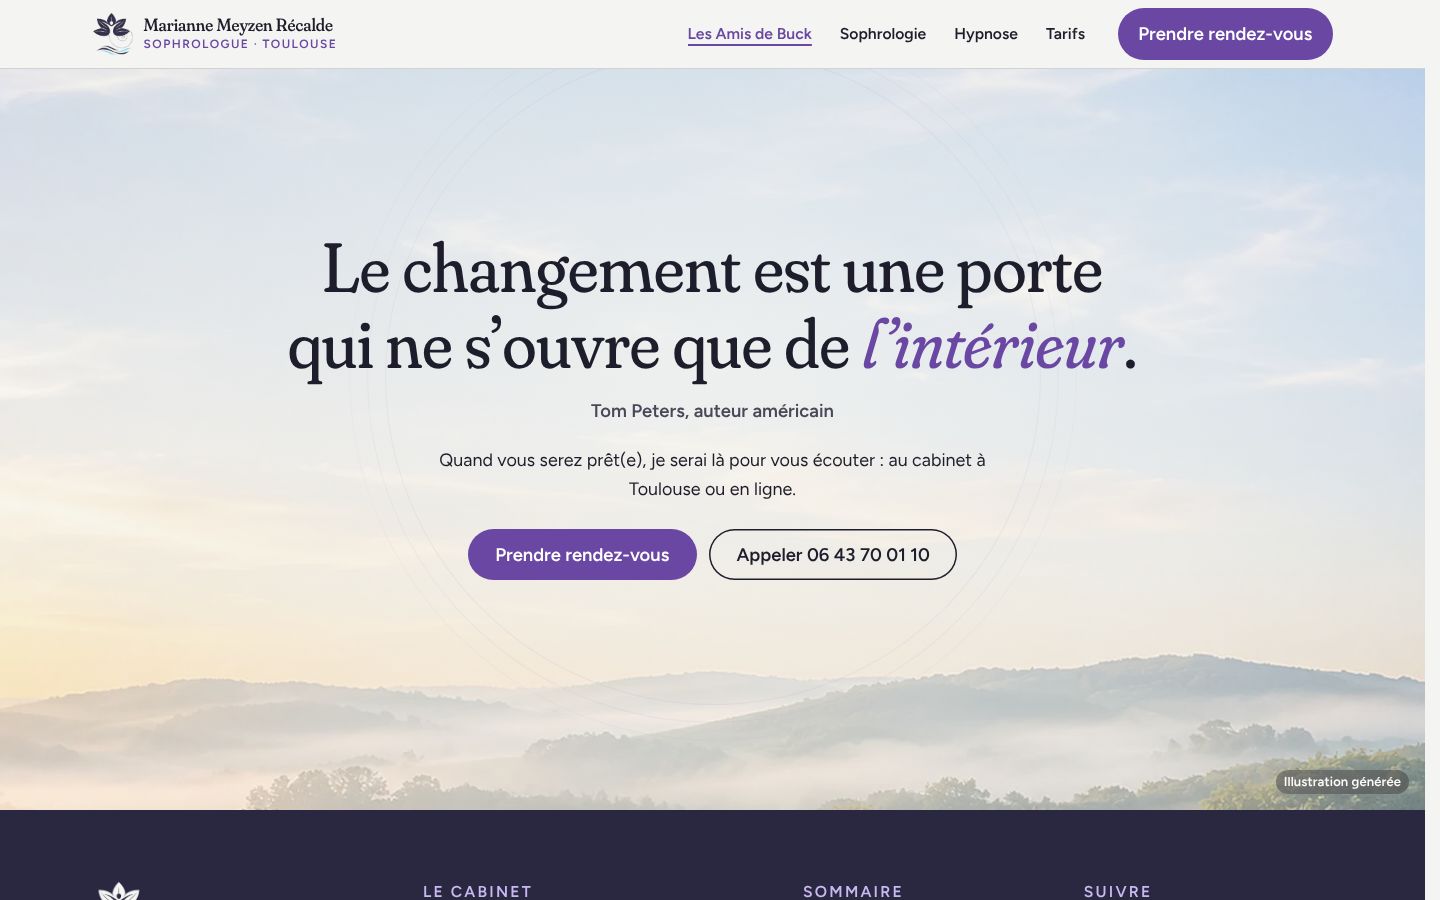 Marianne Meyzen Récalde
SOPHROLOGUE · TOULOUSE
Les Amis de Buck
Sophrologie
Hypnose
Tarifs
Prendre rendez-vous
Le changement est une porte
qui ne s’ouvre que de l’intérieur.
Tom Peters, auteur américain
Quand vous serez prêt(e), je serai là pour vous écouter : au cabinet à
Toulouse ou en ligne.
Prendre rendez-vous
Appeler 06 43 70 01 10
Illustration générée
LE CABINET
SOMMAIRE
SUIVRE